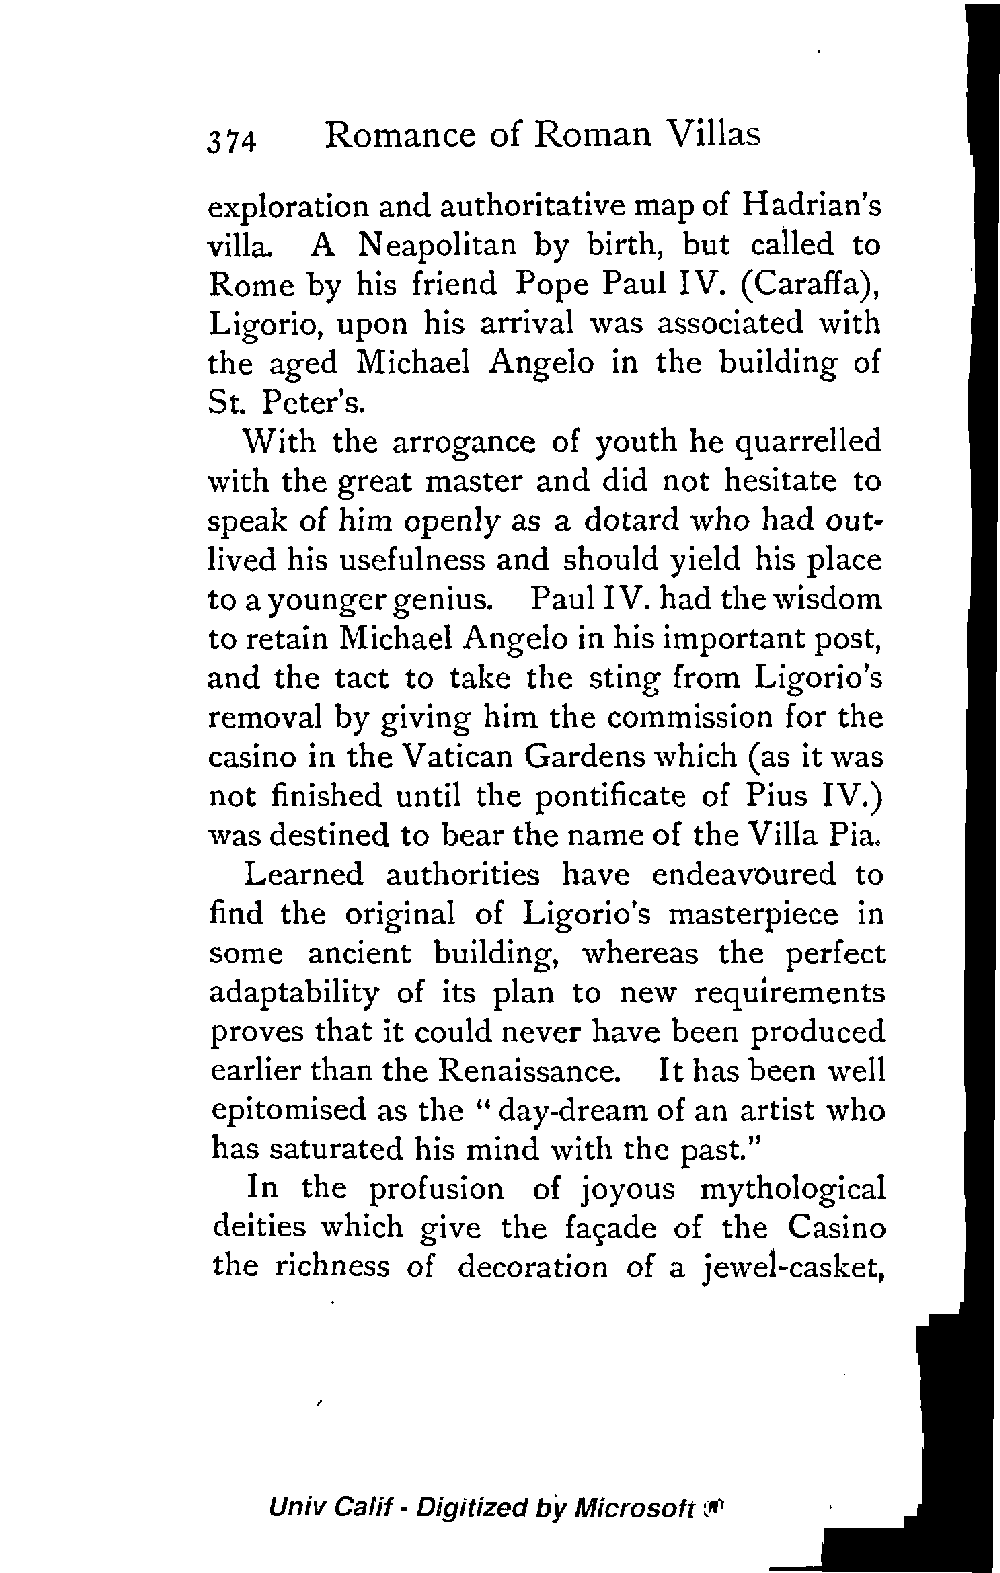 374 Romance of Roman Villas
exploration and authoritative map of Hadrian's
villa. A Neapolitan by birth, but called to
Rome by his friend Pope Paul IV. (Caraffa),
Ligorio, upon his arrival was associated with
the aged Michael Angelo in the building of
St. Peter's.
With the arrogance of youth he quarrelled
with the great master and did not hesitate to
speak of him openly as a dotard who had out-
lived his usefulness and should yield his place
to a younger genius. Paul IV. had the wisdom
to retain Michael Angelo in his important post,
and the tact to take the sting from Ligorio's
removal by giving him the commission for the
casino in the Vatican Gardens which (as it was
not finished until the pontificate of Pius IV.)
was destined to bear the name of the Villa Pia.
Learned authorities have endeavoured to
find the original of Ligorio's masterpiece in
some ancient building, whereas the perfect
adaptability of its plan to new requirements
proves that it could never have been produced
earlier than the Renaissance. It has been well
epitomised as the "day-dream of an artist who
has saturated his mind with the past."
In the profusion of joyous mythological
deities which give the façade of the Casino
the richness of decoration of a jewel-casket,
Univ Calif - Digitized by Microsoft ®